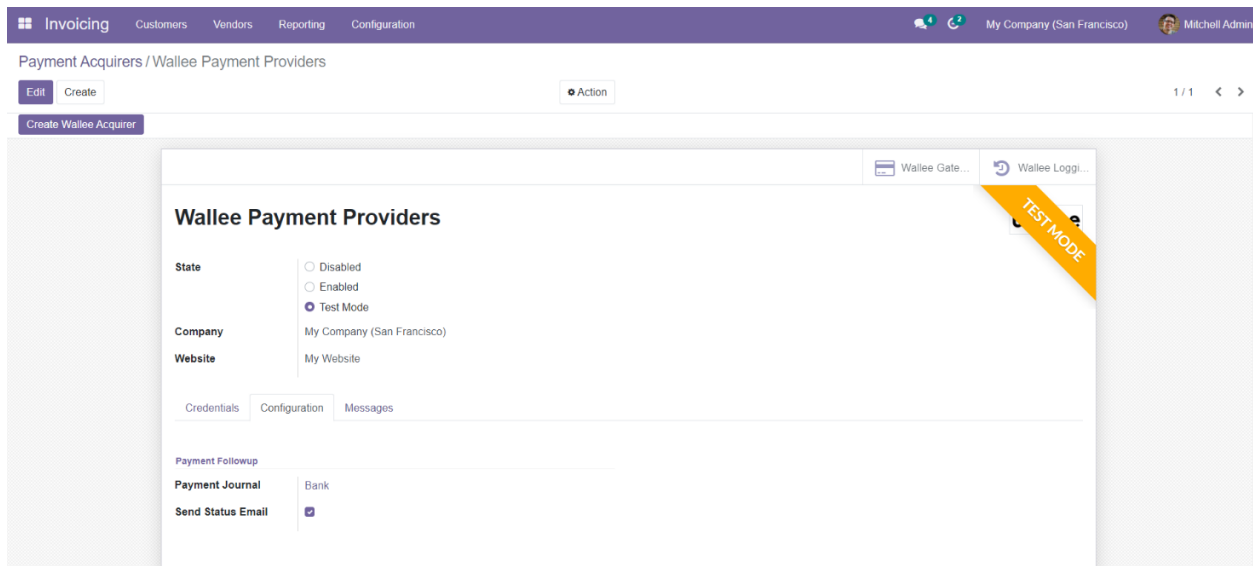 Invoicing Customers Vendors Reporting Configuration 4 2 My Company (San Francisco) Mitchell Admin
Payment Acquirers / Wallee Payment Providers
Edit Create Action 1 / 1
Create Wallee Acquirer
Wallee Gate... Wallee Loggi...
TEST MODE
Wallee Payment Providers
State Disabled
Enabled
Test Mode
Company My Company (San Francisco)
Website My Website
Credentials Configuration Messages
Payment Followup
Payment Journal Bank
Send Status Email